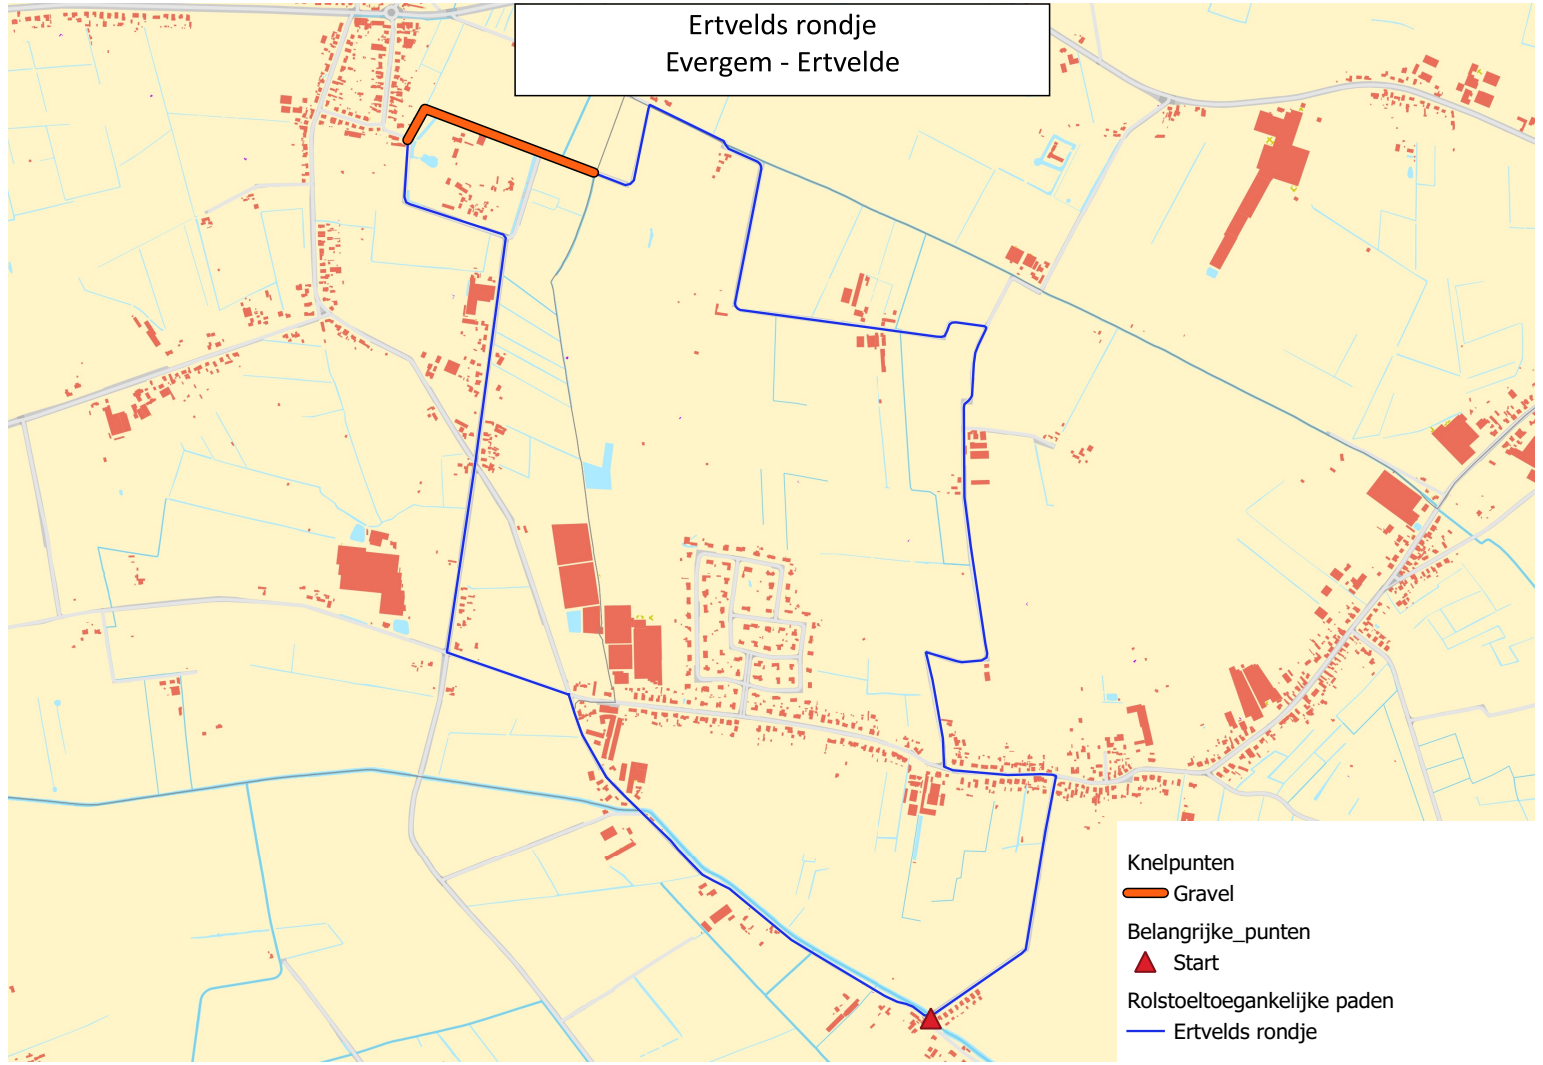 Ertvelds rondje
Evergem - Ertvelde
Knelpunten
Gravel
Belangrijke_punten
Start
Rolstoeltoegankelijke paden
Ertvelds rondje